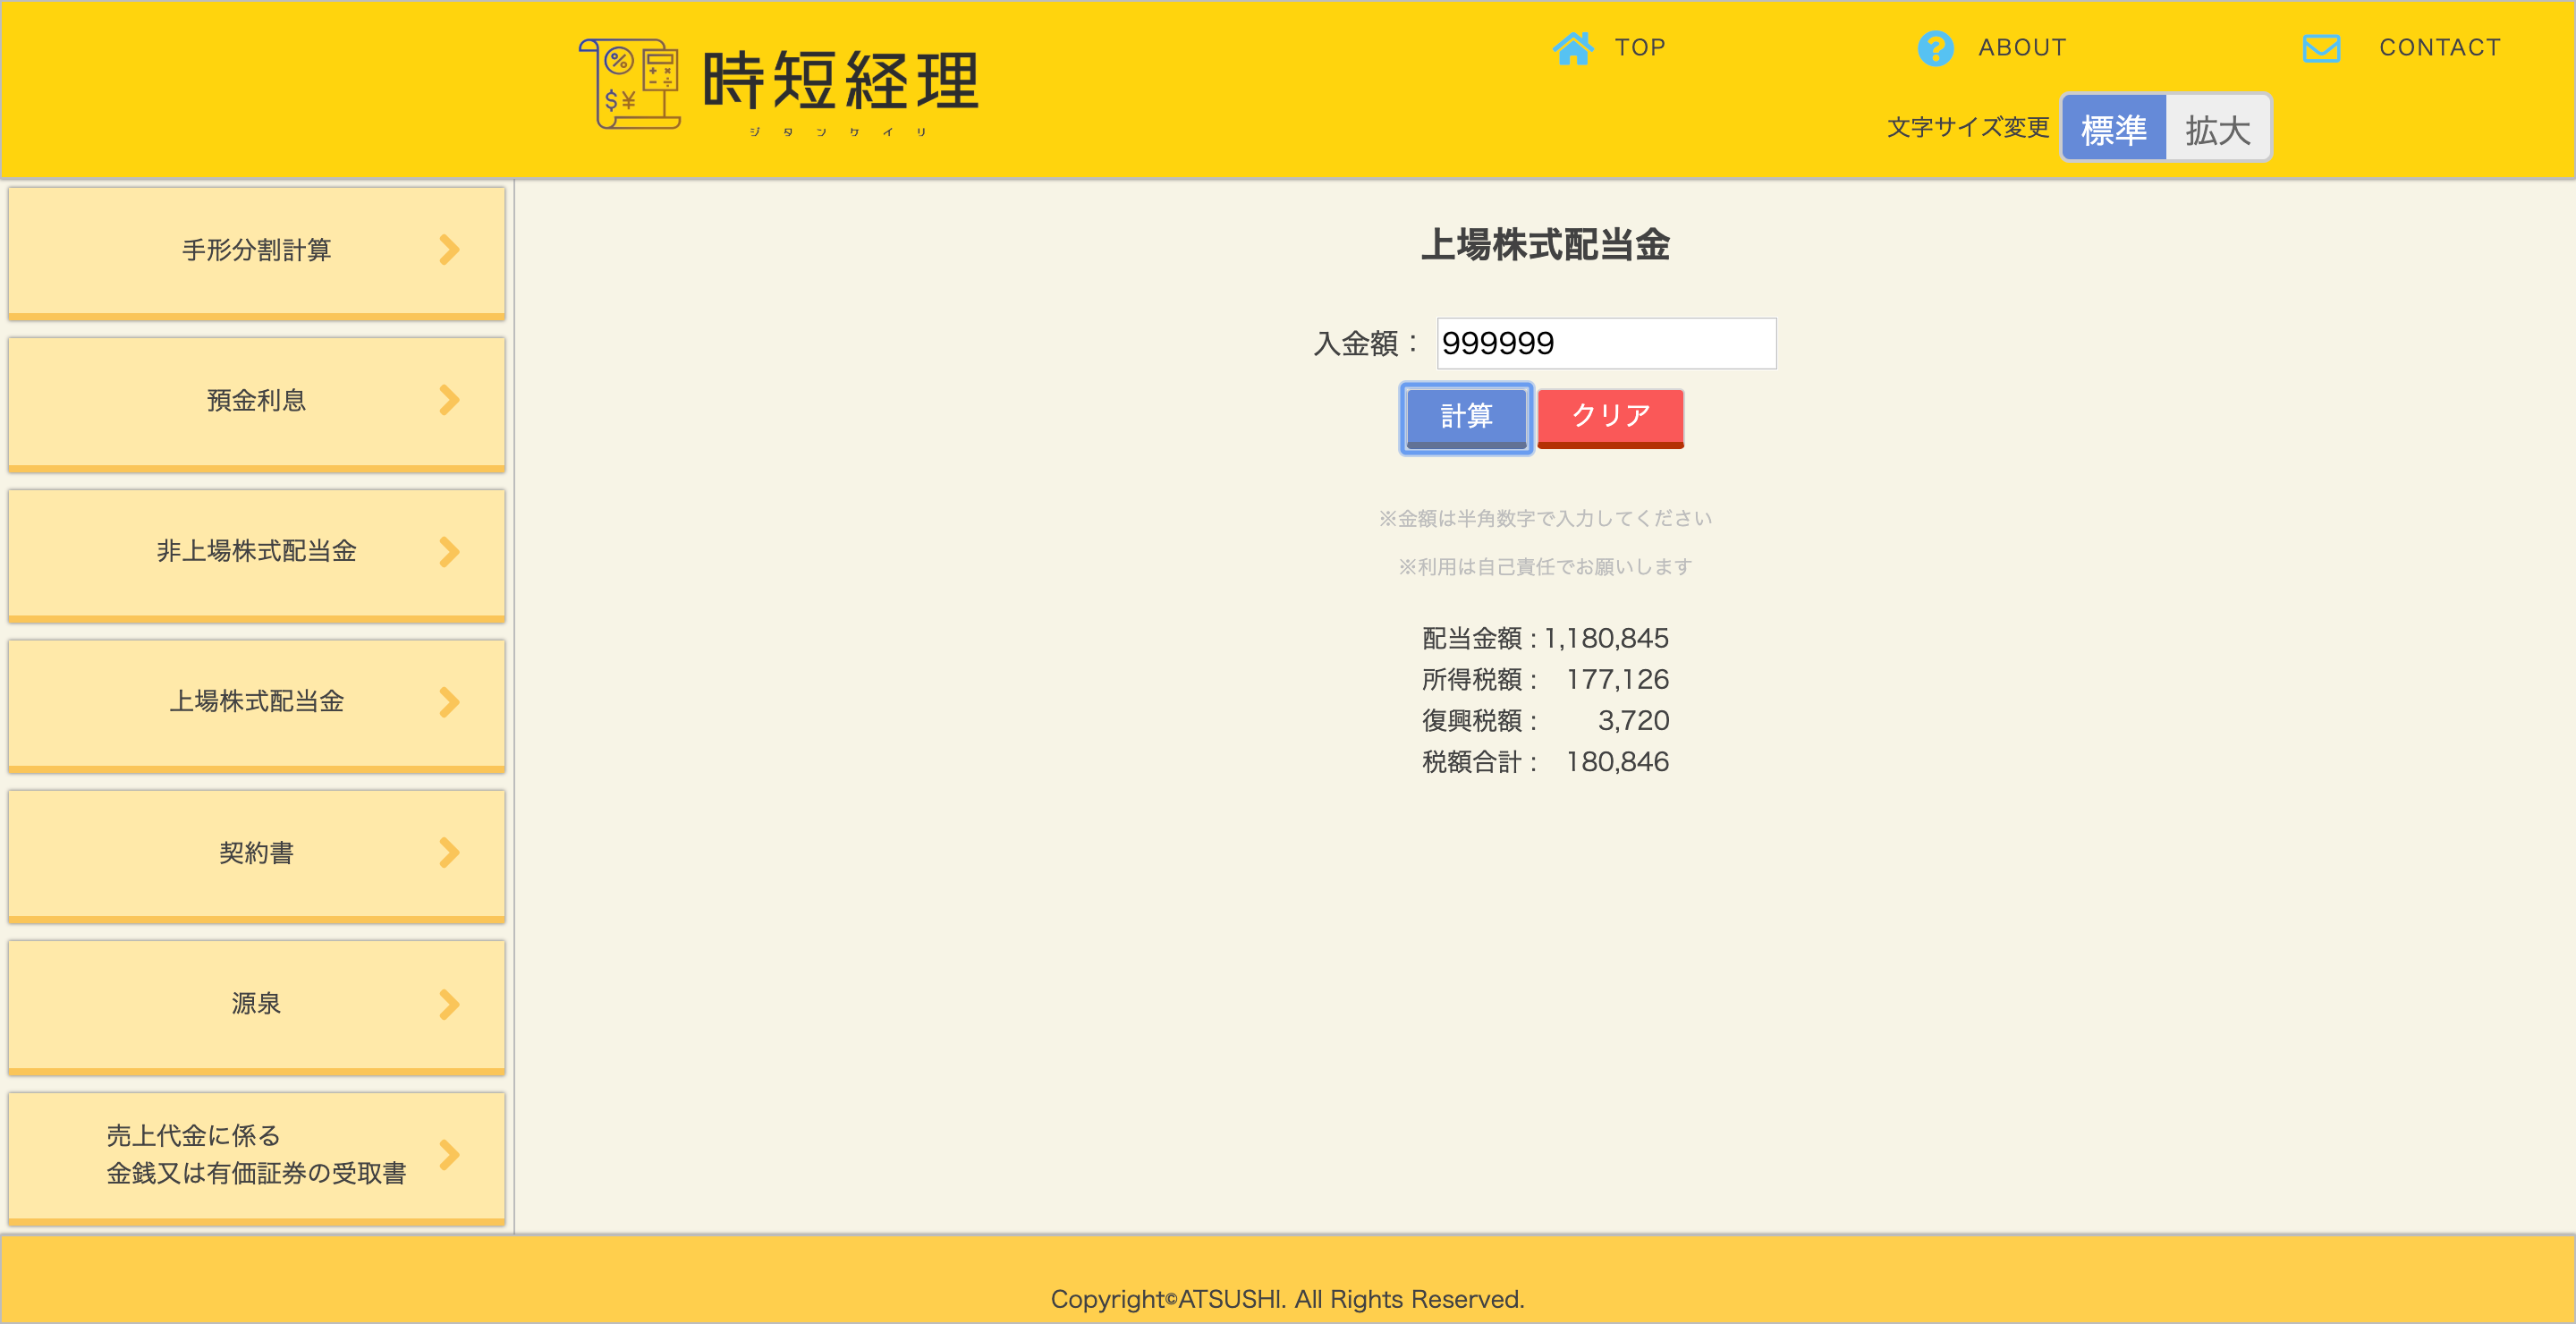 時短経理
ジタンケイリ
TOP
ABOUT
CONTACT
文字サイズ変更 標準 拡大
手形分割計算
預金利息
非上場株式配当金
上場株式配当金
契約書
源泉
売上代金に係る
金銭又は有価証券の受取書
上場株式配当金
入金額： 999999
計算 クリア
※金額は半角数字で入力してください
※利用は自己責任でお願いします
配当金額 : 1,180,845
所得税額 : 177,126
復興税額 : 3,720
税額合計 : 180,846
Copyright©ATSUSHI. All Rights Reserved.